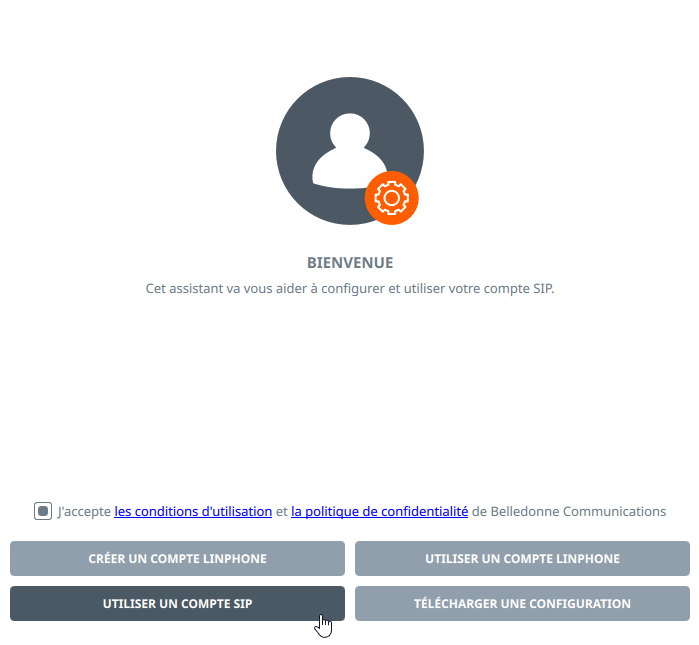 BIENVENUE
Cet assistant va vous aider à configurer et utiliser votre compte SIP.
J'accepte les conditions d'utilisation et la politique de confidentialité de Belledonne Communications
CRÉER UN COMPTE LINPHONE
UTILISER UN COMPTE LINPHONE
UTILISER UN COMPTE SIP
TÉLÉCHARGER UNE CONFIGURATION